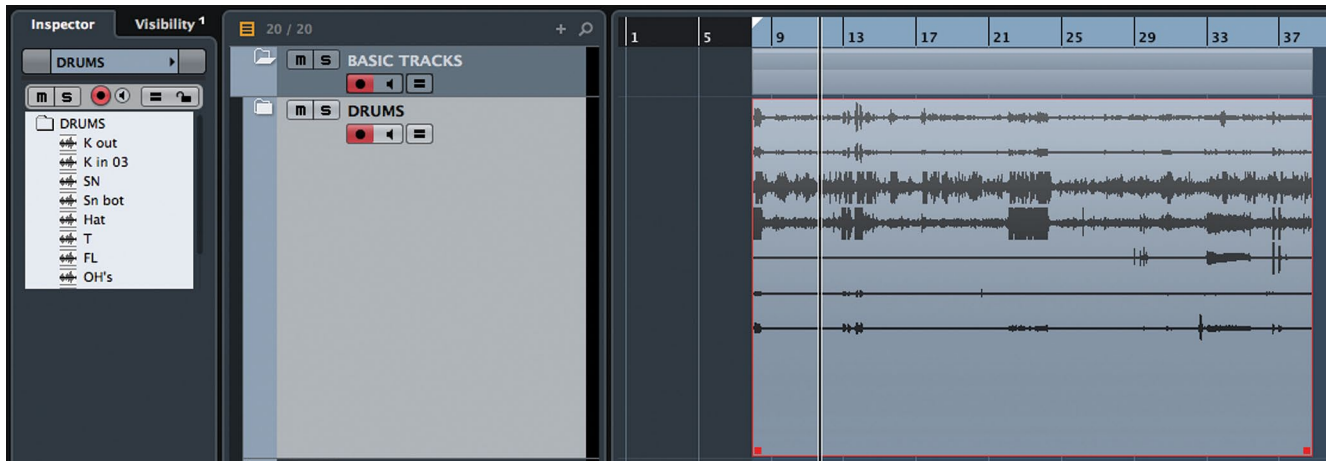 Inspector
Visibility 1
20 / 20
+
1 5 9 13 17 21 25 29 33 37
DRUMS
m S BASIC TRACKS
m S
DRUMS
K out
K in 03
SN
Sn bot
Hat
T
FL
OH's
m S DRUMS